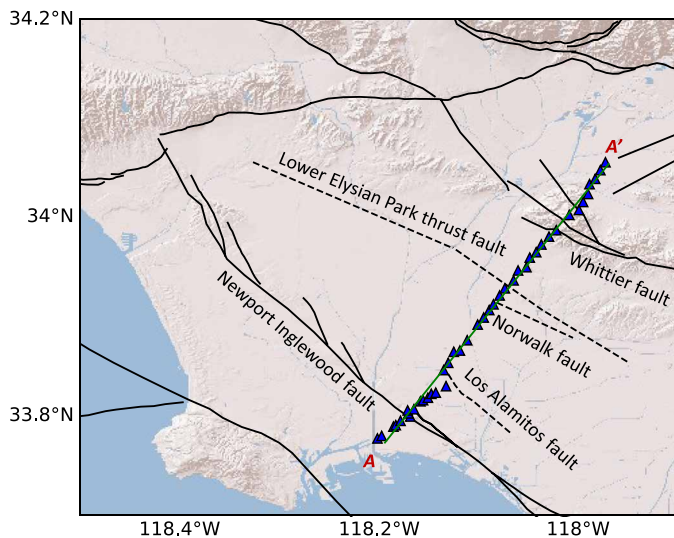 34.2°N
A’
Lower Elysian Park thrust fault
34°N
Whittier fault
Newport Inglewood fault
Norwalk fault
Los Alamitos fault
33.8°N
A
118.4°W
118.2°W
118°W